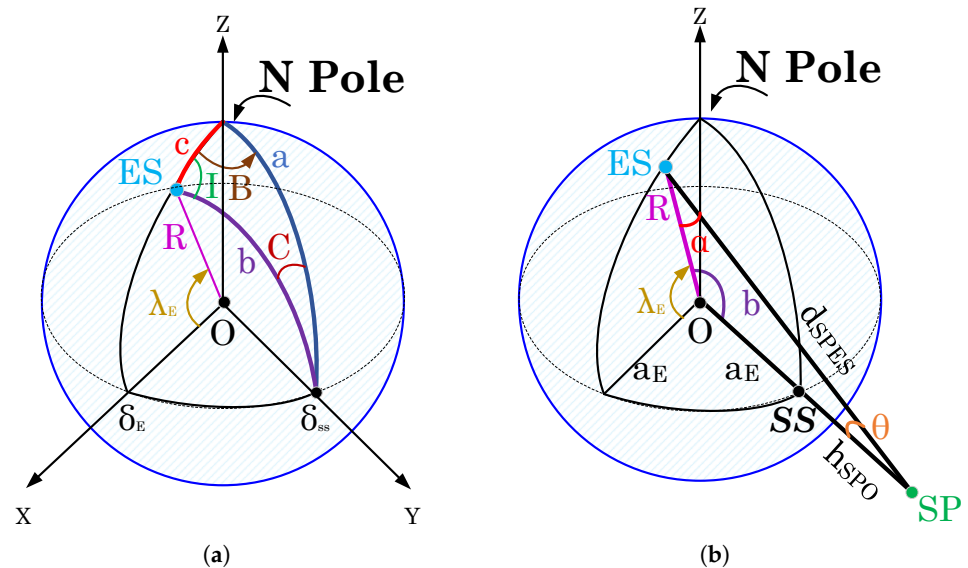 Z
N Pole
c
a
ES
I
B
R
b
C
λE
O
δE
δss
X
Y
(a)
Z
N Pole
ES
R
α
λE
b
O
aE
aE
dSPES
SS
θ
hSPO
SP
(b)